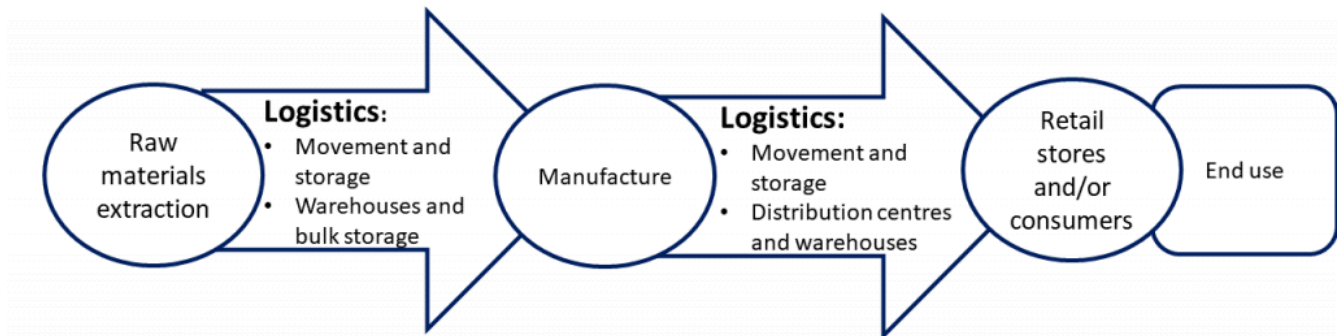 Raw
materials
extraction
Logistics:
• Movement and
storage
• Warehouses and
bulk storage
Manufacture
Logistics:
• Movement and
storage
• Distribution centres
and warehouses
Retail
stores
and/or
consumers
End use